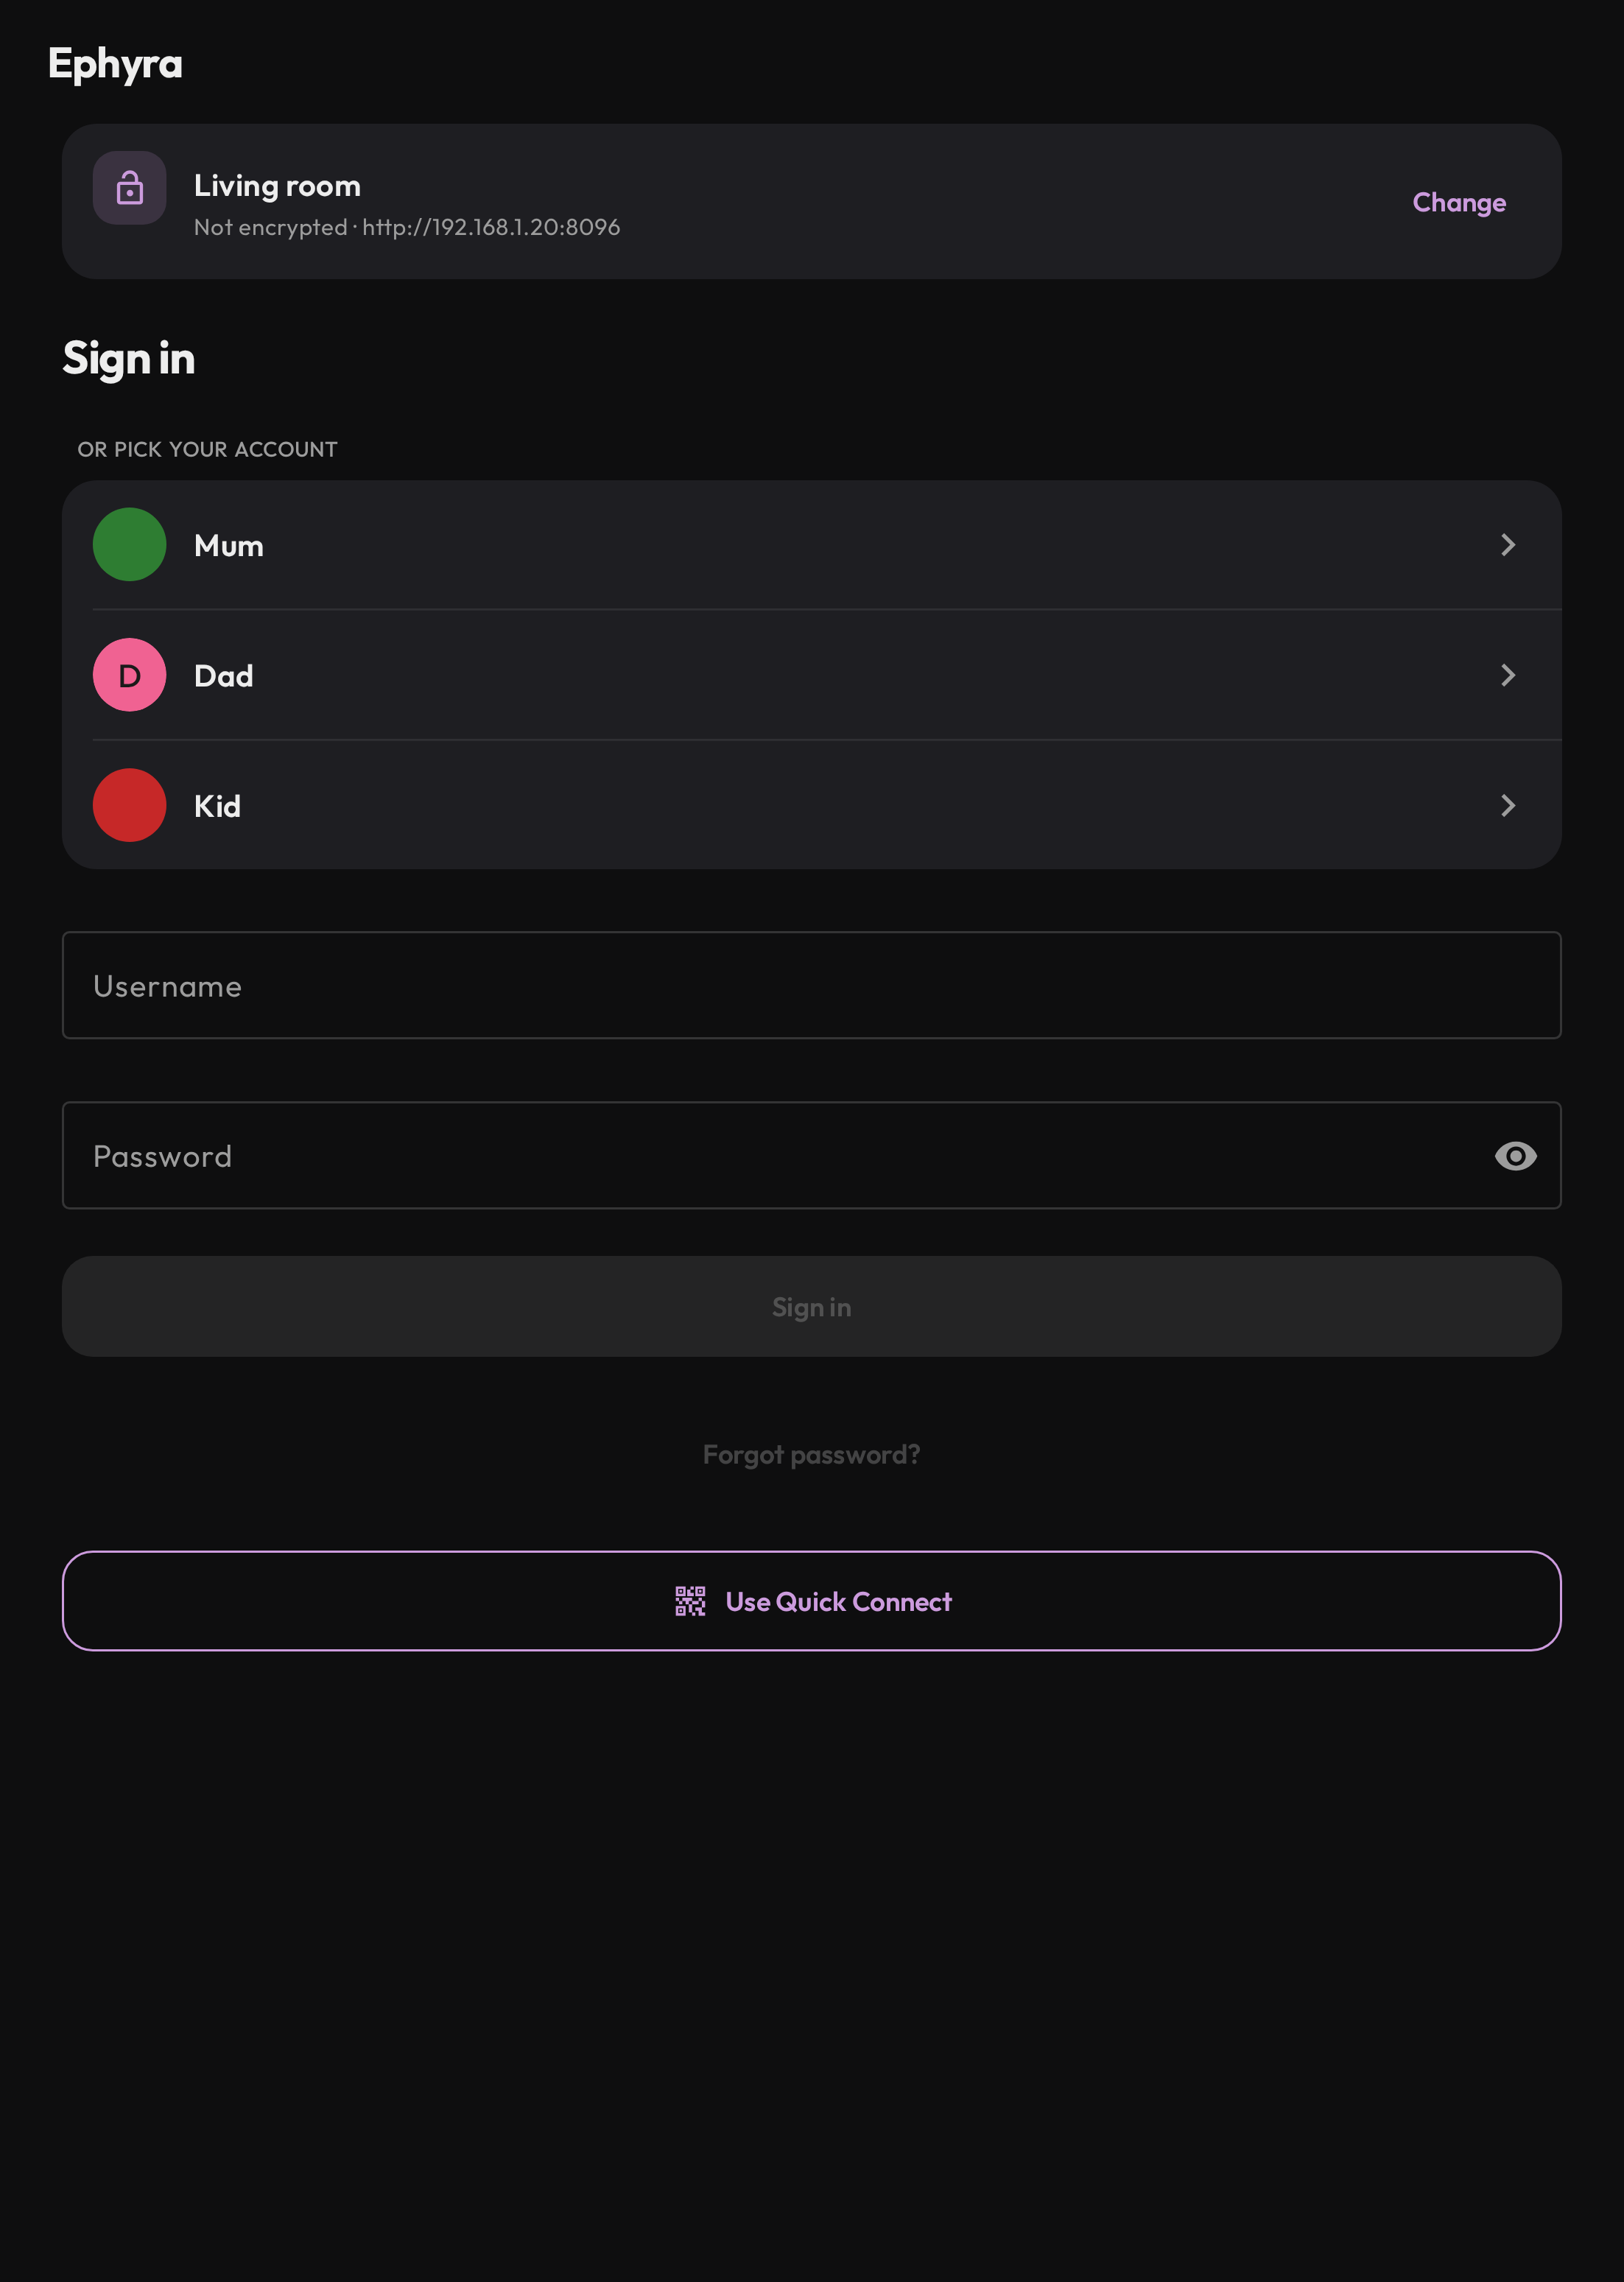 Ephyra
Living room
Not encrypted · http://192.168.1.20:8096
Change
Sign in
OR PICK YOUR ACCOUNT
Mum
D
Dad
Kid
Username
Password
Sign in
Forgot password?
Use Quick Connect